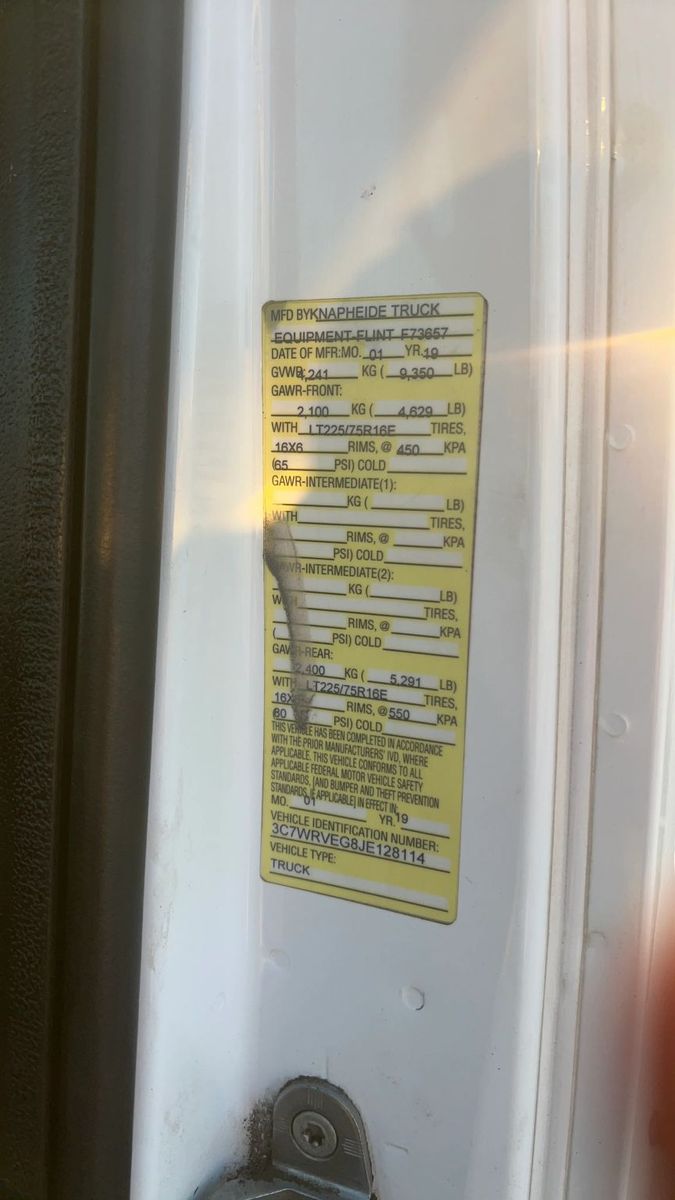 MFD BY KNAPHEIDE TRUCK
EQUIPMENT-FLINT F73657
DATE OF MFR: MO. 01 YR. 19
GVWR 4,241 KG ( 9,350 LB)
GAWR-FRONT:
2,100 KG ( 4,629 LB)
WITH LT225/75R16E TIRES,
16X6 RIMS, @ 450 KPA
(65 PSI) COLD
GAWR-INTERMEDIATE(1):
KG ( LB)
WITH TIRES,
RIMS, @ KPA
PSI) COLD
GAWR-INTERMEDIATE(2):
KG ( LB)
WITH TIRES,
RIMS, @ KPA
( PSI) COLD
GAWR-REAR:
2,400 KG ( 5,291 LB)
WITH LT225/75R16E TIRES,
16X RIMS, @ 550 KPA
80 PSI) COLD
THIS VEHICLE HAS BEEN COMPLETED IN ACCORDANCE
WITH THE PRIOR MANUFACTURERS' IVD, WHERE
APPLICABLE. THIS VEHICLE CONFORMS TO ALL
APPLICABLE FEDERAL MOTOR VEHICLE SAFETY
STANDARDS, [AND BUMPER AND THEFT PREVENTION
STANDARDS, IF APPLICABLE] IN EFFECT IN:
MO. 01 YR. 19
VEHICLE IDENTIFICATION NUMBER:
3C7WRVEG8JE128114
VEHICLE TYPE:
TRUCK